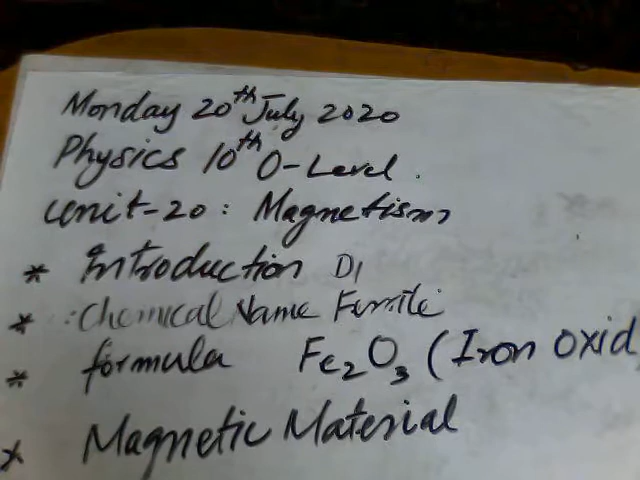 Monday 20th July 2020
Physics 10th O-Level.
Unit-20: Magnetism
* Introduction D1
* : Chemical Name Ferrite
* formula Fe2O3 (Iron Oxid
* Magnetic Material